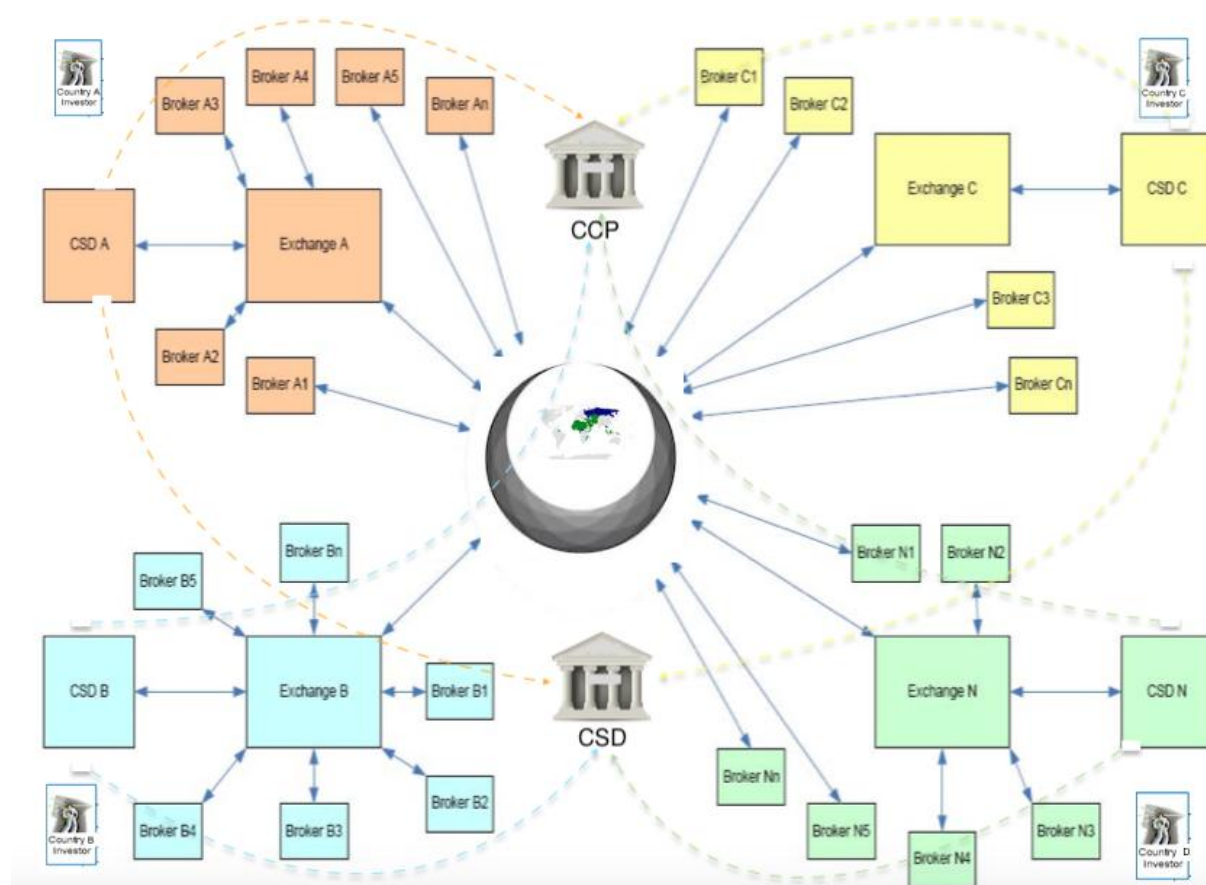 Country A
Investor
Broker A3
Broker A4
Broker A5
Broker An
Broker C1
Broker C2
Country C
Investor
CCP
CSD A
Exchange A
Exchange C
CSD C
Broker A2
Broker A1
Broker C3
Broker Cn
Broker B5
Broker Bn
Broker N1
Broker N2
CSD B
Exchange B
Broker B1
CSD
Exchange N
CSD N
Broker B4
Broker B3
Broker B2
Broker Nn
Broker N5
Broker N4
Broker N3
Country B
Investor
Country D
Investor